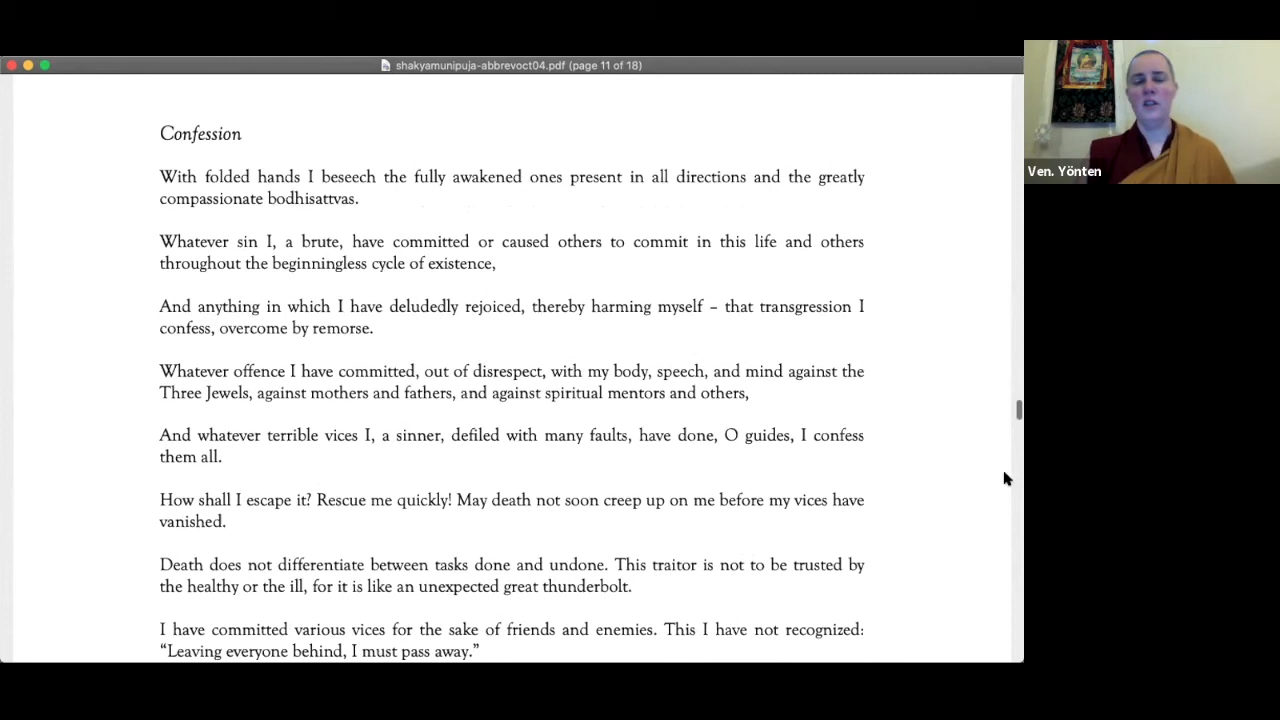 shakyamunipuja-abbrevoct04.pdf (page 11 of 18)
Confession
With folded hands I beseech the fully awakened ones present in all directions and the greatly
compassionate bodhisattvas.
Whatever sin I, a brute, have committed or caused others to commit in this life and others
throughout the beginningless cycle of existence,
And anything in which I have deludedly rejoiced, thereby harming myself – that transgression I
confess, overcome by remorse.
Whatever offence I have committed, out of disrespect, with my body, speech, and mind against the
Three Jewels, against mothers and fathers, and against spiritual mentors and others,
And whatever terrible vices I, a sinner, defiled with many faults, have done, O guides, I confess
them all.
How shall I escape it? Rescue me quickly! May death not soon creep up on me before my vices have
vanished.
Death does not differentiate between tasks done and undone. This traitor is not to be trusted by
the healthy or the ill, for it is like an unexpected great thunderbolt.
I have committed various vices for the sake of friends and enemies. This I have not recognized:
“Leaving everyone behind, I must pass away.”
Ven. Yönten